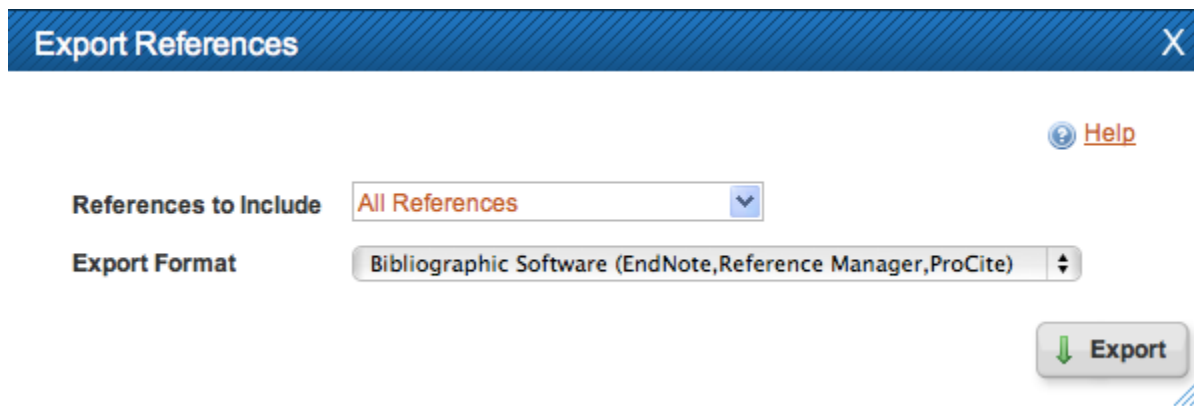 Export References X
Help
References to Include All References
Export Format Bibliographic Software (EndNote,Reference Manager,ProCite)
Export